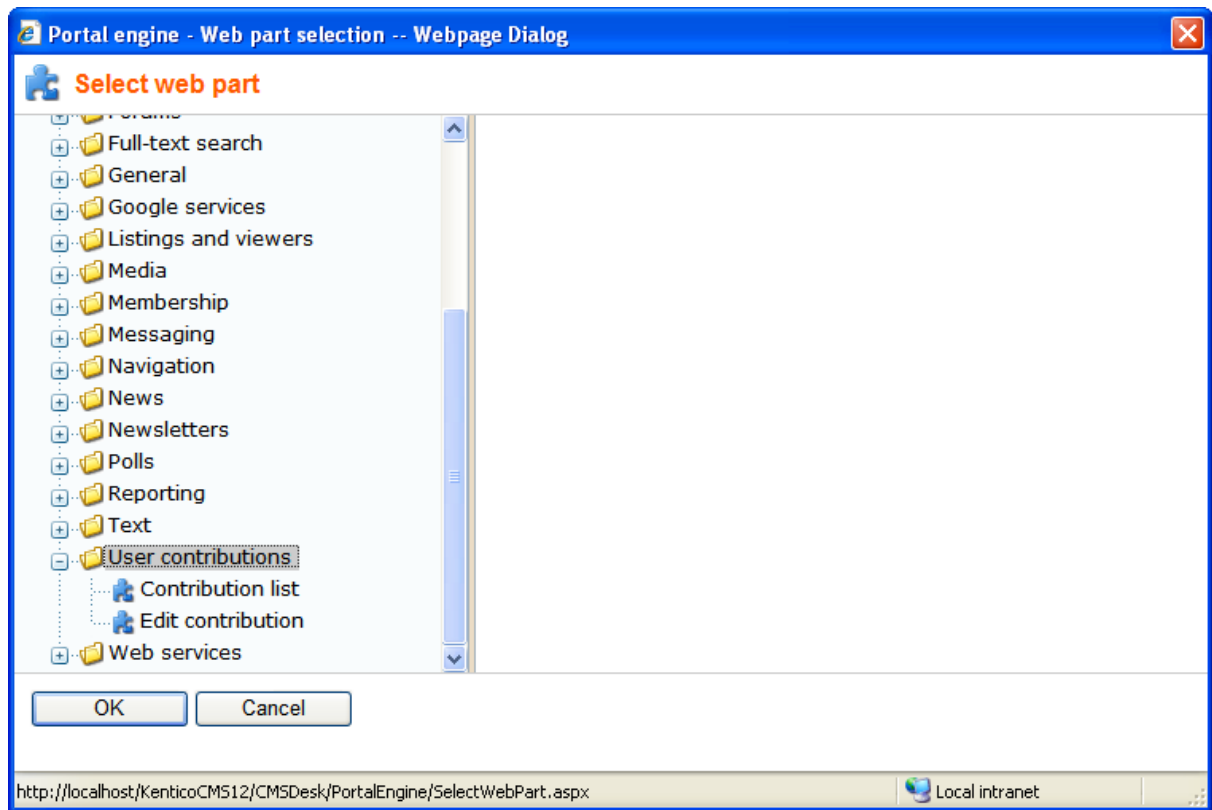 Portal engine - Web part selection -- Webpage Dialog
Select web part
Forums
Full-text search
General
Google services
Listings and viewers
Media
Membership
Messaging
Navigation
News
Newsletters
Polls
Reporting
Text
User contributions
Contribution list
Edit contribution
Web services
OK Cancel
http://localhost/KenticoCMS12/CMSDesk/PortalEngine/SelectWebPart.aspx Local intranet